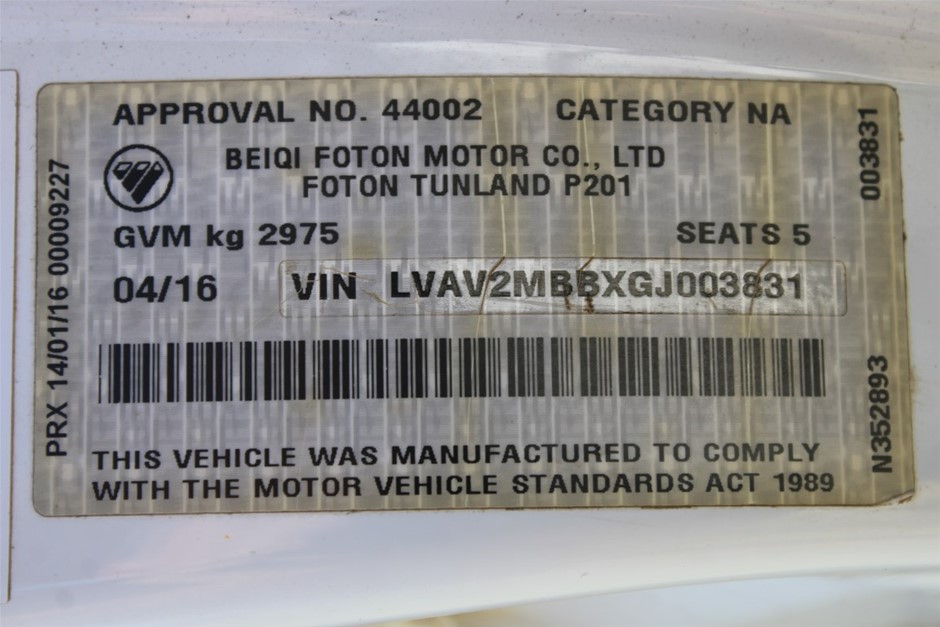 APPROVAL NO. 44002 CATEGORY NA
BEIQI FOTON MOTOR CO., LTD
FOTON TUNLAND P201
GVM kg 2975 SEATS 5
04/16 VIN LVAV2MBBXGJ003831
THIS VEHICLE WAS MANUFACTURED TO COMPLY
WITH THE MOTOR VEHICLE STANDARDS ACT 1989
PRX 14/01/16 00009227
003831
N352893